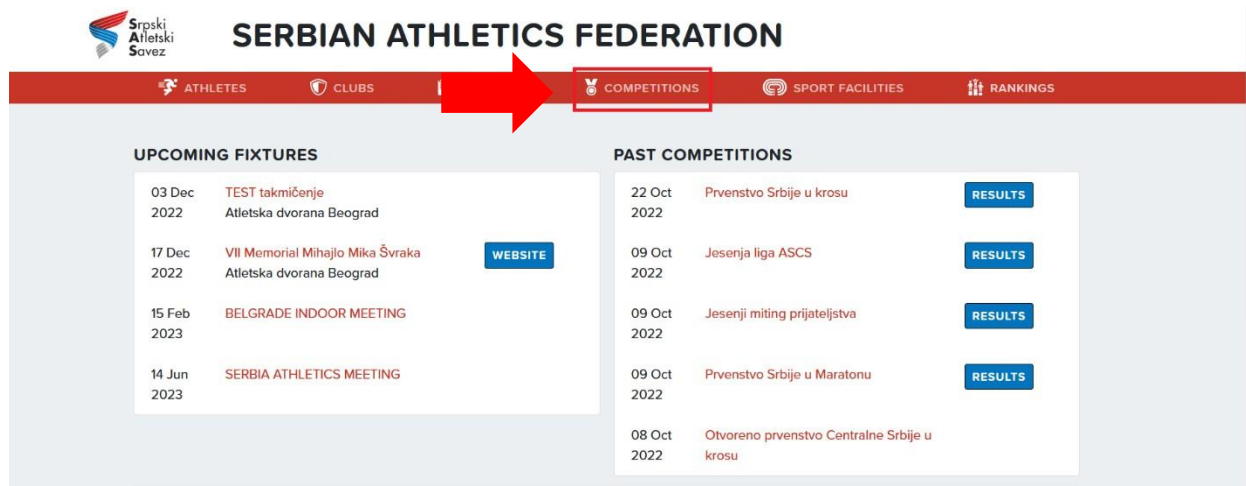 Srpski
Atletski
Savez
SERBIAN ATHLETICS FEDERATION
ATHLETES CLUBS COMPETITIONS SPORT FACILITIES RANKINGS
UPCOMING FIXTURES
03 Dec TEST takmičenje
2022 Atletska dvorana Beograd
17 Dec VII Memorial Mihajlo Mika Švraka WEBSITE
2022 Atletska dvorana Beograd
15 Feb BELGRADE INDOOR MEETING
2023
14 Jun SERBIA ATHLETICS MEETING
2023
PAST COMPETITIONS
22 Oct Prvenstvo Srbije u krosu RESULTS
2022
09 Oct Jesenja liga ASCS RESULTS
2022
09 Oct Jesenji miting prijateljstva RESULTS
2022
09 Oct Prvenstvo Srbije u Maratonu RESULTS
2022
08 Oct Otvoreno prvenstvo Centralne Srbije u
2022 krosu